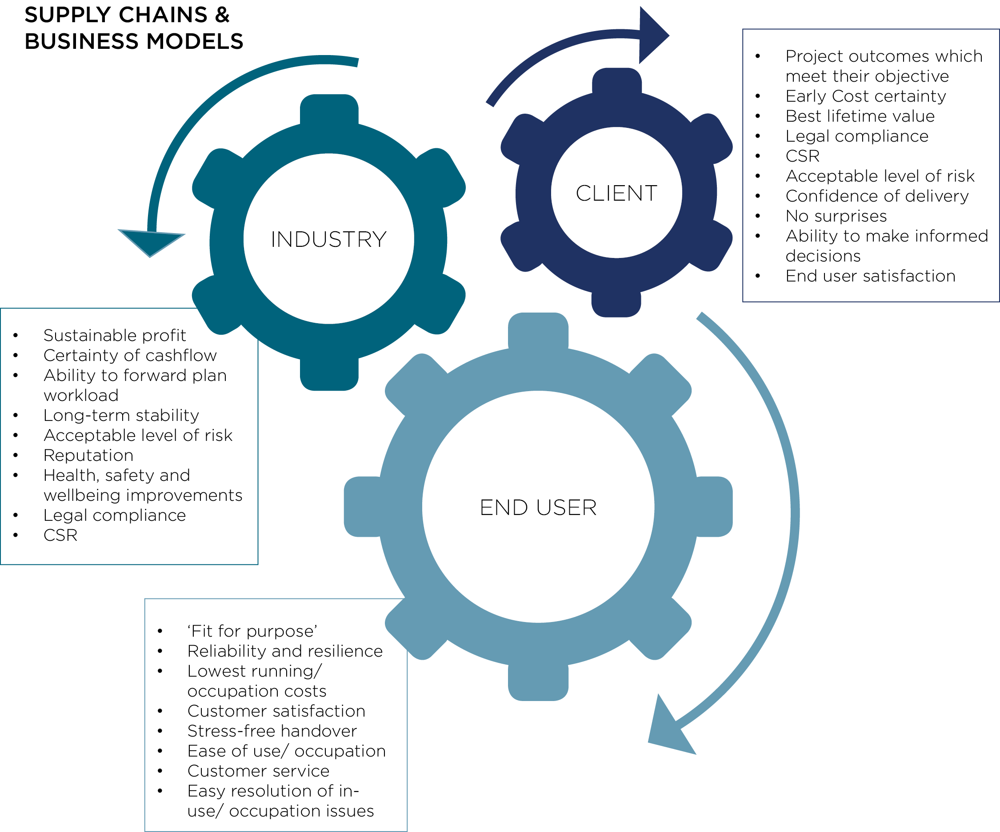 SUPPLY CHAINS &
BUSINESS MODELS
INDUSTRY
CLIENT
END USER
• Project outcomes which
meet their objective
• Early Cost certainty
• Best lifetime value
• Legal compliance
• CSR
• Acceptable level of risk
• Confidence of delivery
• No surprises
• Ability to make informed
decisions
• End user satisfaction
• Sustainable profit
• Certainty of cashflow
• Ability to forward plan
workload
• Long-term stability
• Acceptable level of risk
• Reputation
• Health, safety and
wellbeing improvements
• Legal compliance
• CSR
• ‘Fit for purpose’
• Reliability and resilience
• Lowest running/
occupation costs
• Customer satisfaction
• Stress-free handover
• Ease of use/ occupation
• Customer service
• Easy resolution of in-
use/ occupation issues